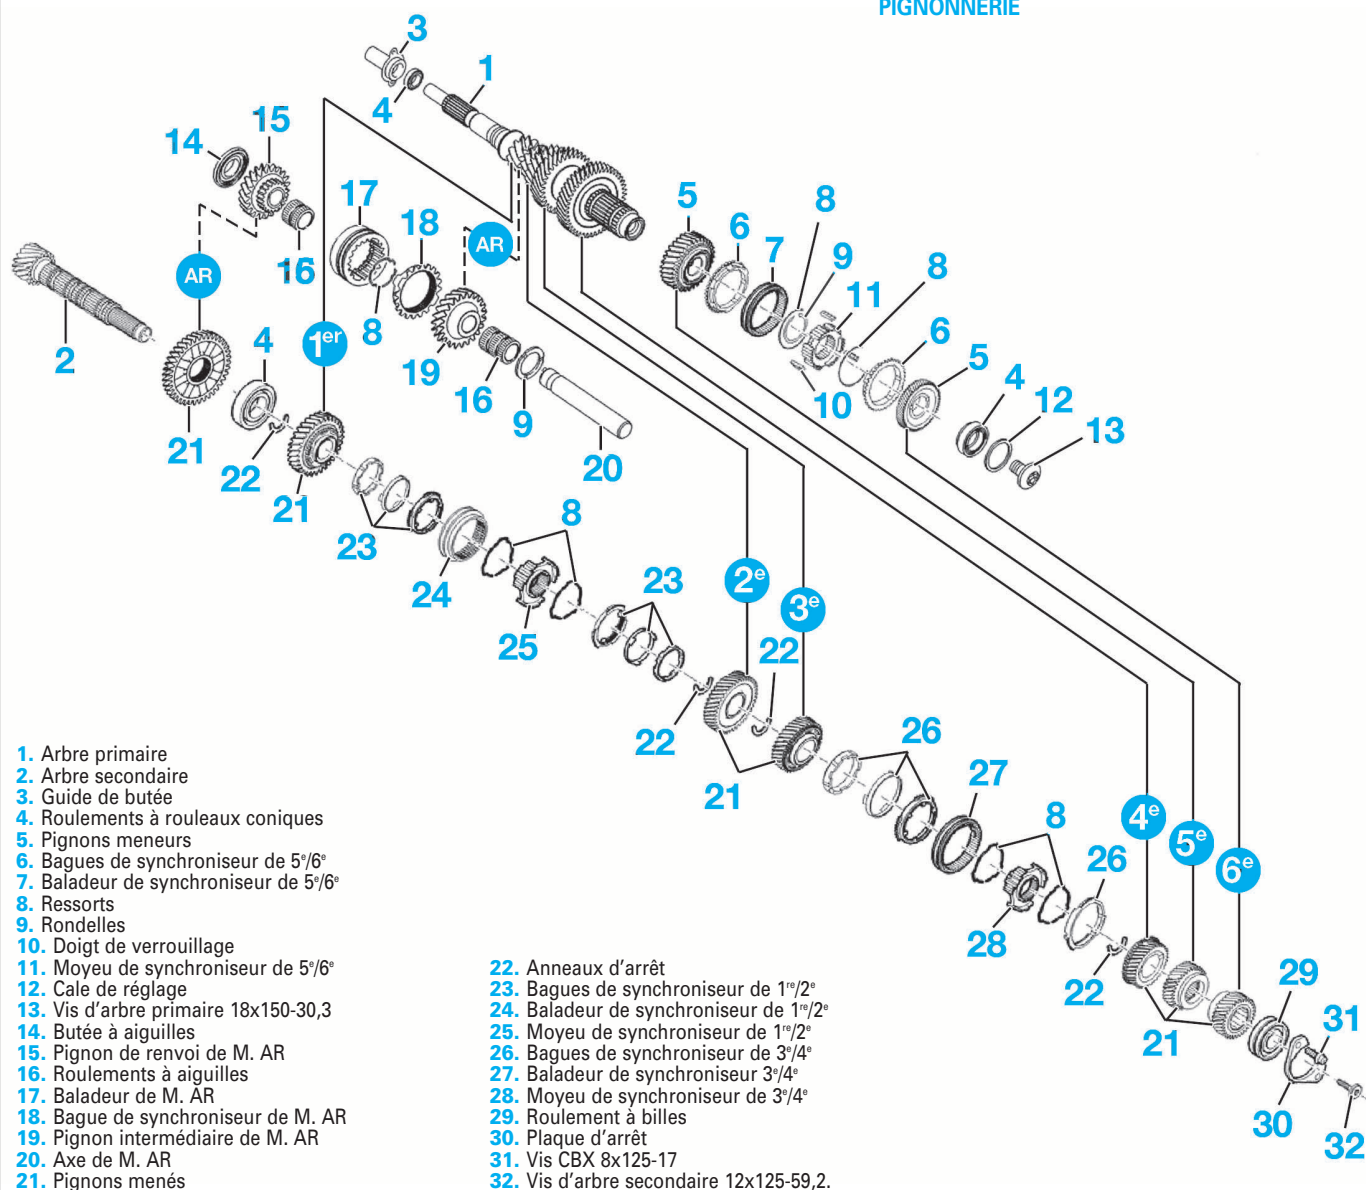 PIGNONNERIE
3
1
4
15
14
17
18
AR
5
6
8
7
9
8
11
16
AR
8
1er
6
5
4
12
2
4
19
16
9
10
13
21
22
21
20
23
24
8
25
23
2e
3e
22
22
21
26
27
8
4e
5e
6e
26
28
22
21
29
31
30
32
1. Arbre primaire
2. Arbre secondaire
3. Guide de butée
4. Roulements à rouleaux coniques
5. Pignons meneurs
6. Bagues de synchroniseur de 5e/6e
7. Baladeur de synchroniseur de 5e/6e
8. Ressorts
9. Rondelles
10. Doigt de verrouillage
11. Moyeu de synchroniseur de 5e/6e
12. Cale de réglage
13. Vis d'arbre primaire 18x150-30,3
14. Butée à aiguilles
15. Pignon de renvoi de M. AR
16. Roulements à aiguilles
17. Baladeur de M. AR
18. Bague de synchroniseur de M. AR
19. Pignon intermédiaire de M. AR
20. Axe de M. AR
21. Pignons menés
22. Anneaux d'arrêt
23. Bagues de synchroniseur de 1re/2e
24. Baladeur de synchroniseur de 1re/2e
25. Moyeu de synchroniseur de 1re/2e
26. Bagues de synchroniseur de 3e/4e
27. Baladeur de synchroniseur 3e/4e
28. Moyeu de synchroniseur de 3e/4e
29. Roulement à billes
30. Plaque d'arrêt
31. Vis CBX 8x125-17
32. Vis d'arbre secondaire 12x125-59,2.